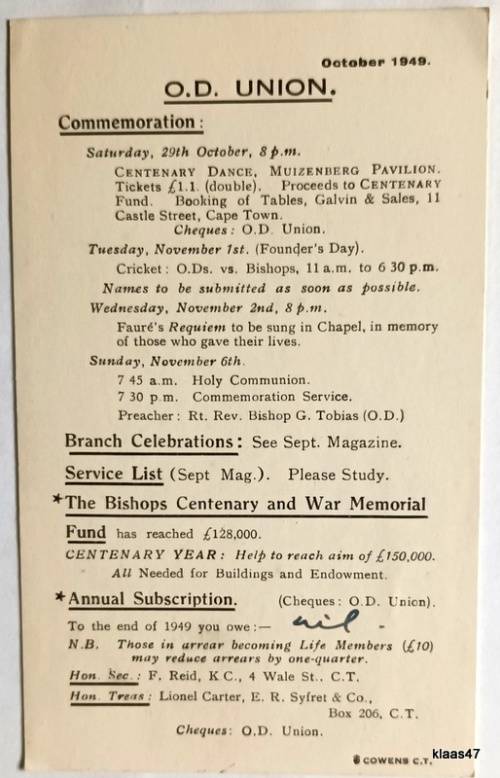 October 1949.
O.D. UNION.
Commemoration:
Saturday, 29th October, 8 p.m.
CENTENARY DANCE, MUIZENBERG PAVILION.
Tickets £1.1. (double). Proceeds to CENTENARY
Fund. Booking of Tables, Galvin & Sales, 11
Castle Street, Cape Town.
Cheques: O.D. Union.
Tuesday, November 1st. (Founder's Day).
Cricket: O.Ds. vs. Bishops, 11 a.m. to 6 30 p.m.
Names to be submitted as soon as possible.
Wednesday, November 2nd, 8 p.m.
Fauré's Requiem to be sung in Chapel, in memory
of those who gave their lives.
Sunday, November 6th.
7 45 a.m. Holy Communion.
7 30 p.m. Commemoration Service.
Preacher: Rt. Rev. Bishop G. Tobias (O.D.)
Branch Celebrations: See Sept. Magazine.
Service List (Sept Mag.). Please Study.
*The Bishops Centenary and War Memorial
Fund has reached £128,000.
CENTENARY YEAR: Help to reach aim of £150,000.
All Needed for Buildings and Endowment.
*Annual Subscription. (Cheques: O.D. Union).
To the end of 1949 you owe:— nil -
N.B. Those in arrear becoming Life Members (£10)
may reduce arrears by one-quarter.
Hon. Sec.: F. Reid, K C., 4 Wale St., C.T.
Hon. Treas: Lionel Carter, E. R. Syfret & Co.,
Box 206, C.T.
Cheques: O.D. Union.
COWENS C.T.
klaas47